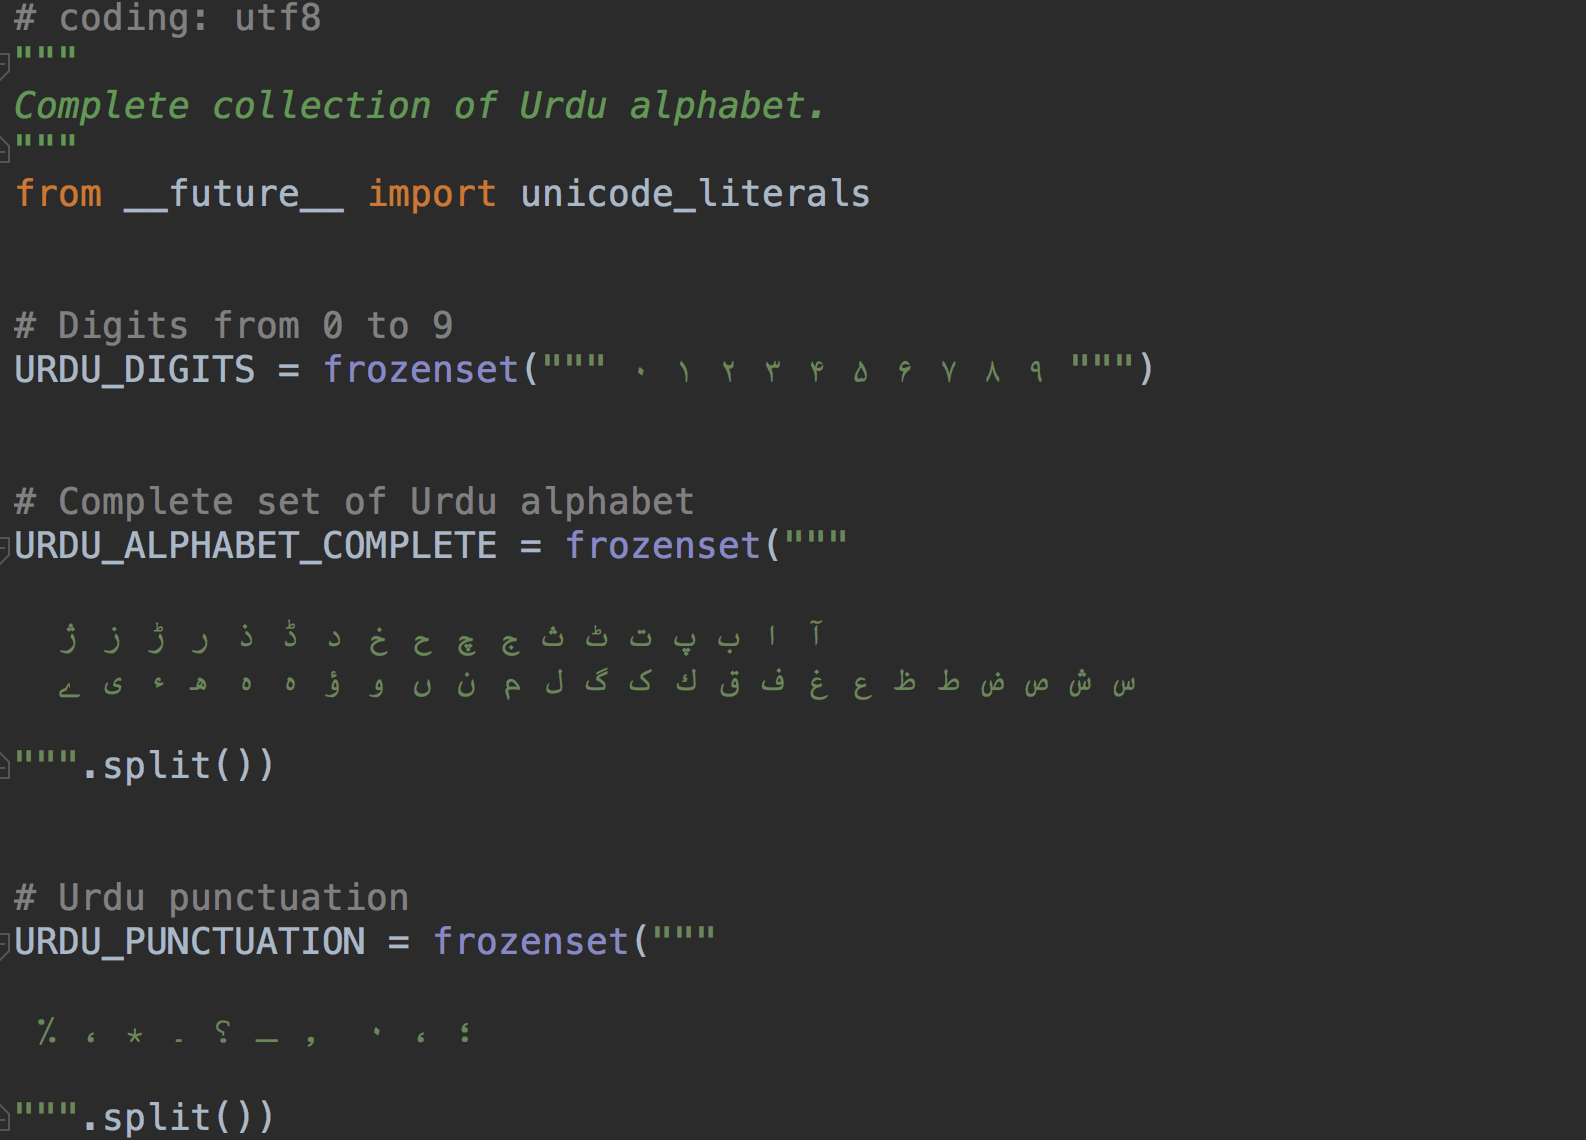 # coding: utf8
"""
Complete collection of Urdu alphabet.
"""
from __future__ import unicode_literals
# Digits from 0 to 9
URDU_DIGITS = frozenset(""" ۰ ۱ ۲ ۳ ۴ ۵ ۶ ۷ ۸ ۹ """)
# Complete set of Urdu alphabet
URDU_ALPHABET_COMPLETE = frozenset("""
آ ا ب پ ت ٹ ث ج چ ح خ د ڈ ذ ر ڑ ز ژ
س ش ص ض ط ظ ع غ ف ق ك ک گ ل م ن ں و ؤ ہ ه ھ ء ی ے
""".split())
# Urdu punctuation
URDU_PUNCTUATION = frozenset("""
؛ ، ٠ , ــ ؟ ۔ * ، ٪
""".split())